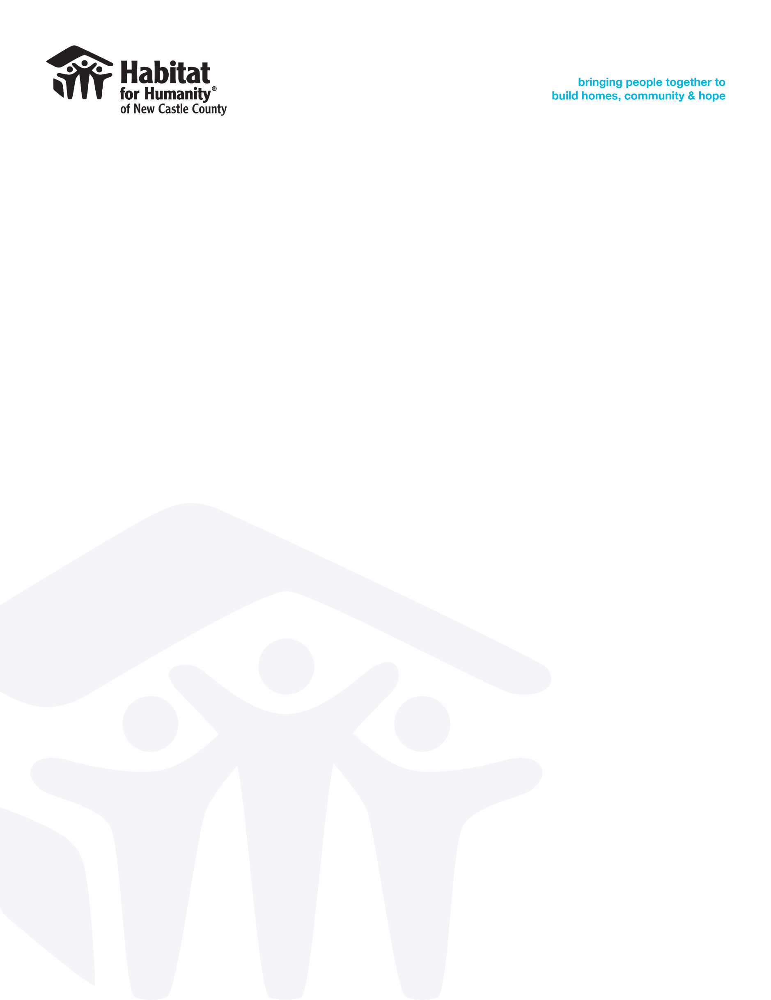 Habitat
for Humanity®
of New Castle County
bringing people together to
build homes, community & hope